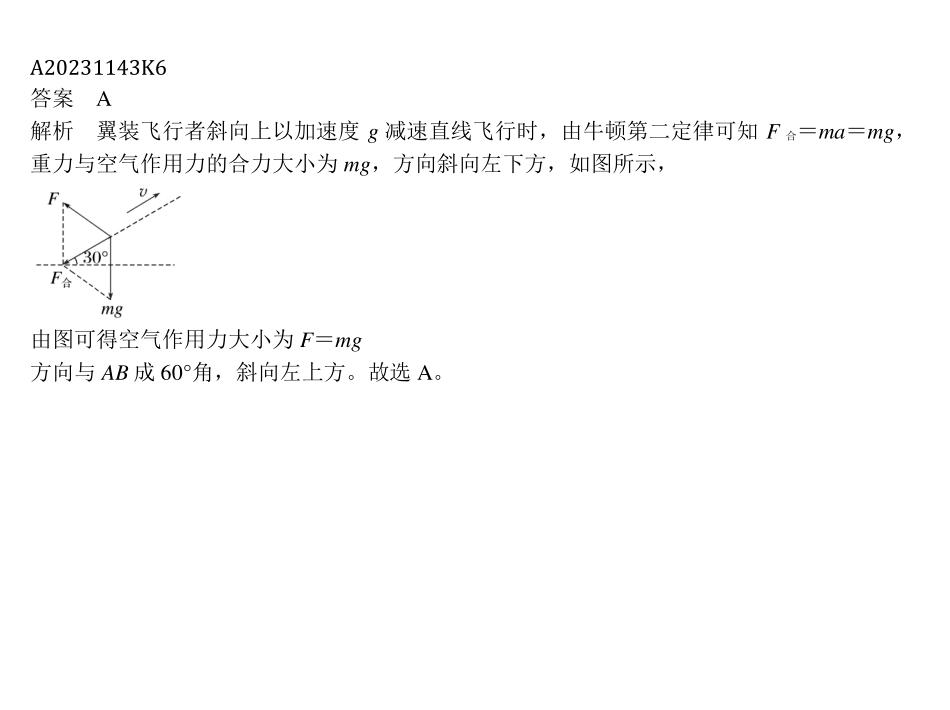 A20231143K6
答案　A
解析　翼装飞行者斜向上以加速度 g 减速直线飞行时，由牛顿第二定律可知 F合＝ma＝mg，
重力与空气作用力的合力大小为 mg，方向斜向左下方，如图所示，
F
v
30°
F合
mg
由图可得空气作用力大小为 F＝mg
方向与 AB 成 60°角，斜向左上方。故选 A。